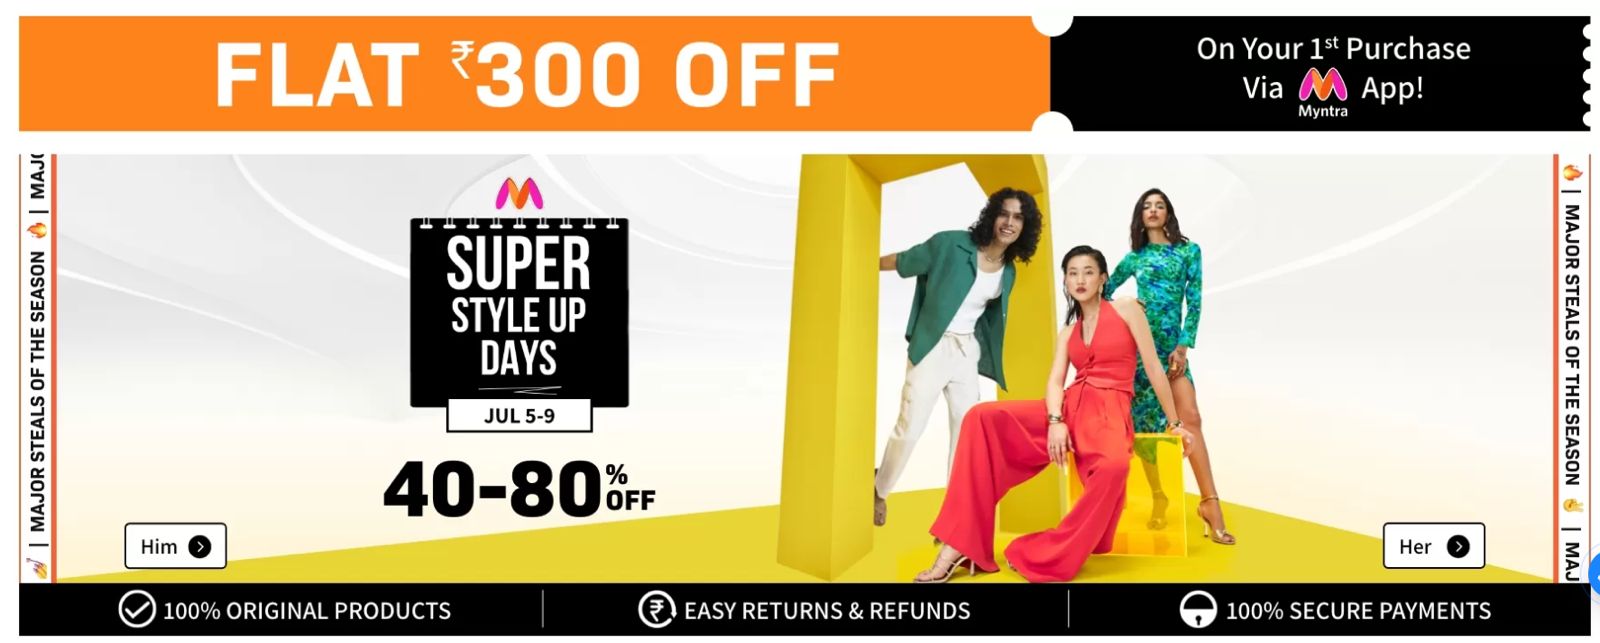 FLAT ₹300 OFF
On Your 1st Purchase
Via Myntra App!
MAJOR STEALS OF THE SEASON | MAJ
SUPER
STYLE UP
DAYS
JUL 5-9
40-80% OFF
Him
Her
| MAJOR STEALS OF THE SEASON | MAJ
100% ORIGINAL PRODUCTS
EASY RETURNS & REFUNDS
100% SECURE PAYMENTS